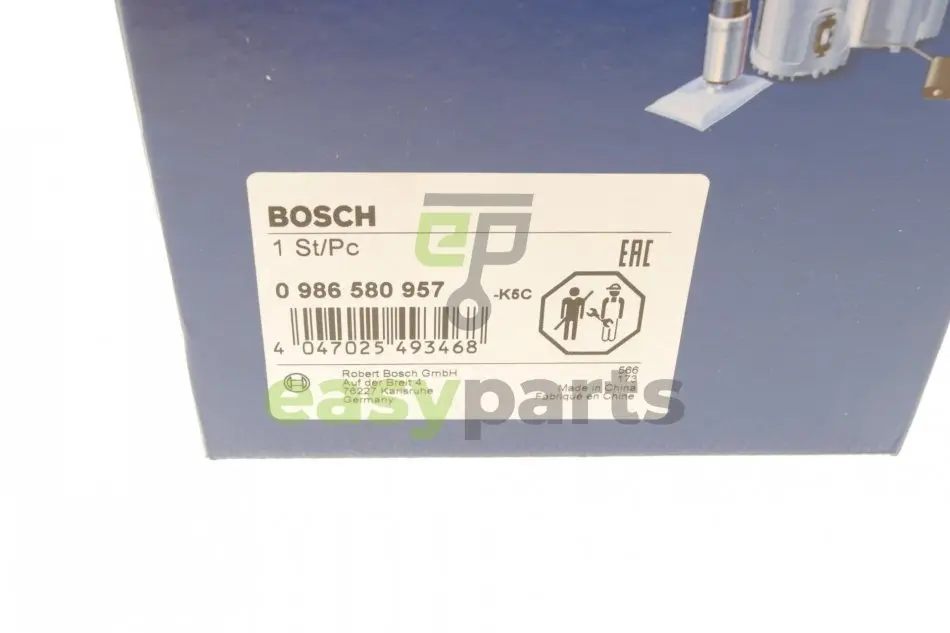 BOSCH
1 St/Pc
EAC
0 986 580 957 -K5C
4 047025 493468
Robert Bosch GmbH
Auf der Breit 4
76227 Karlsruhe
Germany
566
173
Made in China
Fabriqué en Chine
ep
easyparts